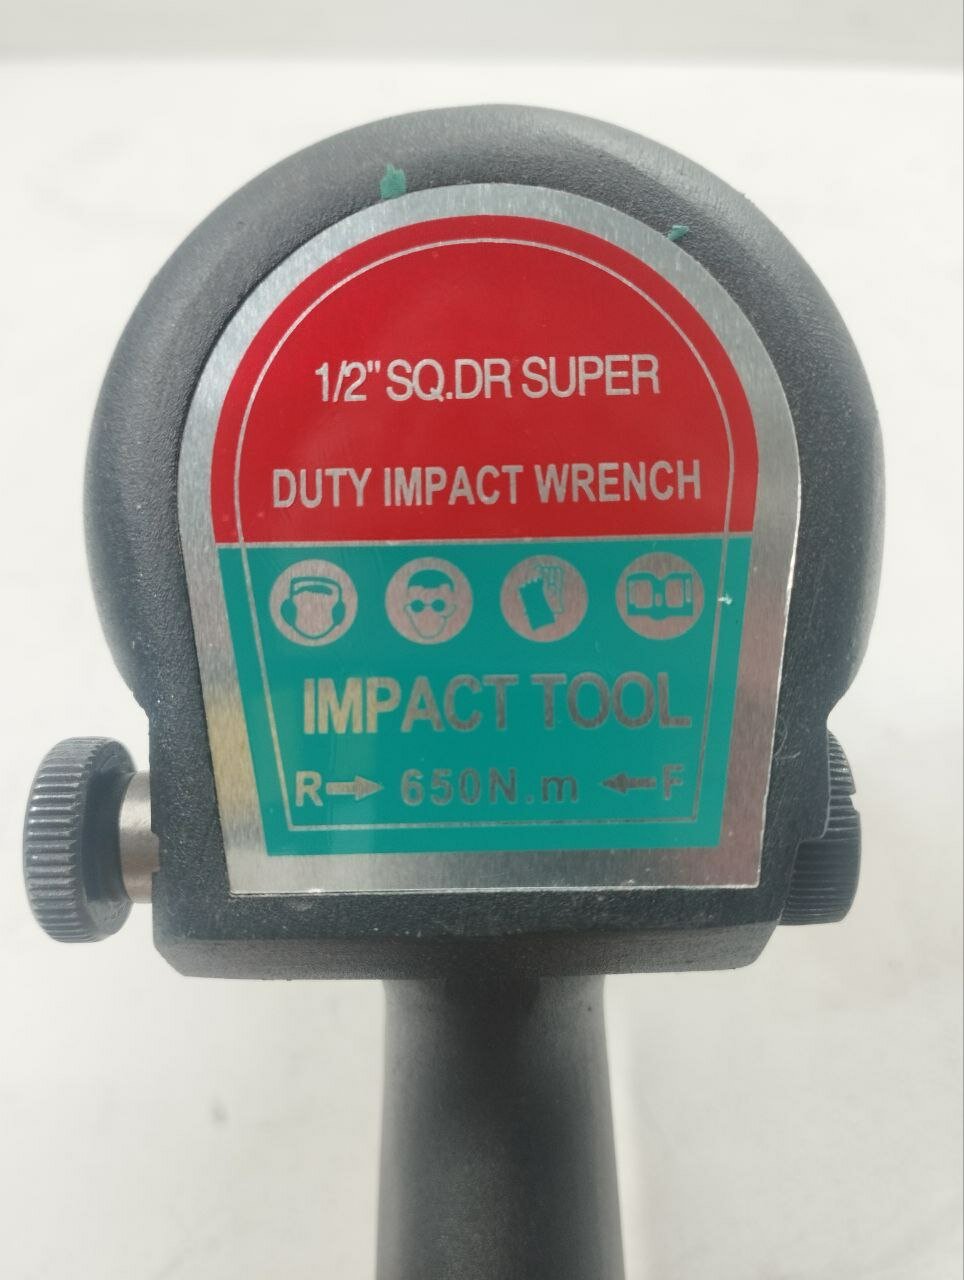 1/2" SQ.DR SUPER
DUTY IMPACT WRENCH
IMPACT TOOL
R → 650N.m ← F